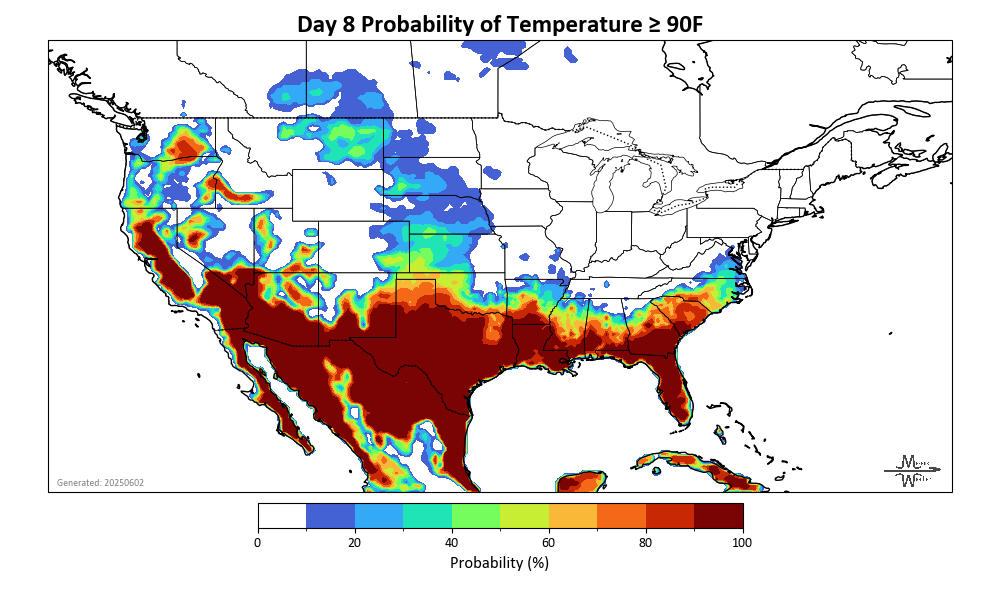 Day 8 Probability of Temperature ≥ 90F
Generated: 20250602
0 20 40 60 80 100
Probability (%)